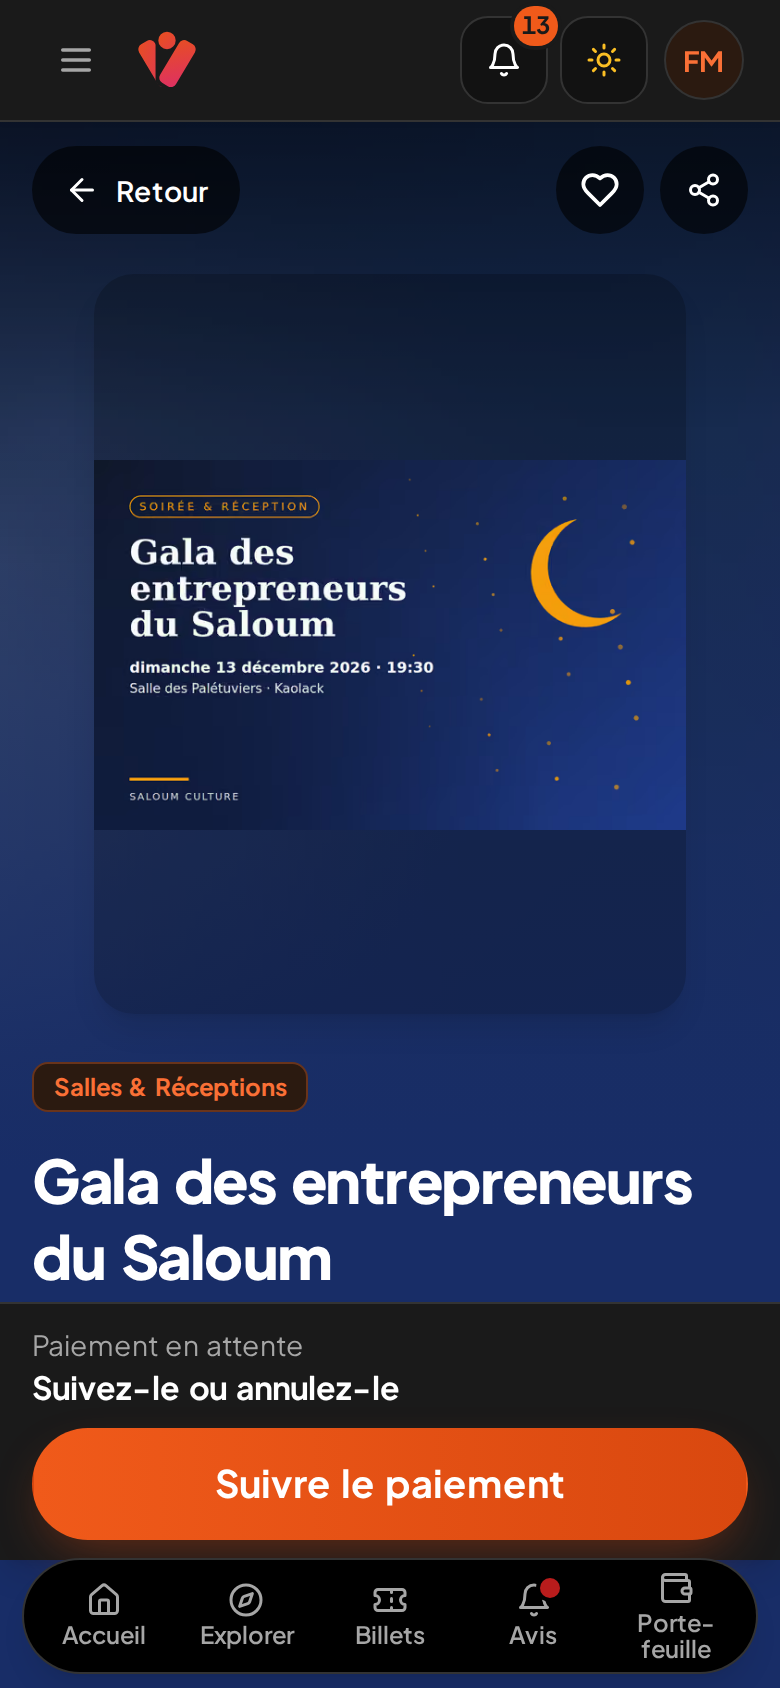 13
FM
Retour
SOIRÉE & RÉCEPTION
Gala des
entrepreneurs
du Saloum
dimanche 13 décembre 2026 · 19:30
Salle des Palétuviers · Kaolack
SALOUM CULTURE
Salles & Réceptions
Gala des entrepreneurs
du Saloum
Paiement en attente
Suivez-le ou annulez-le
Suivre le paiement
Accueil
Explorer
Billets
Avis
Porte-
feuille